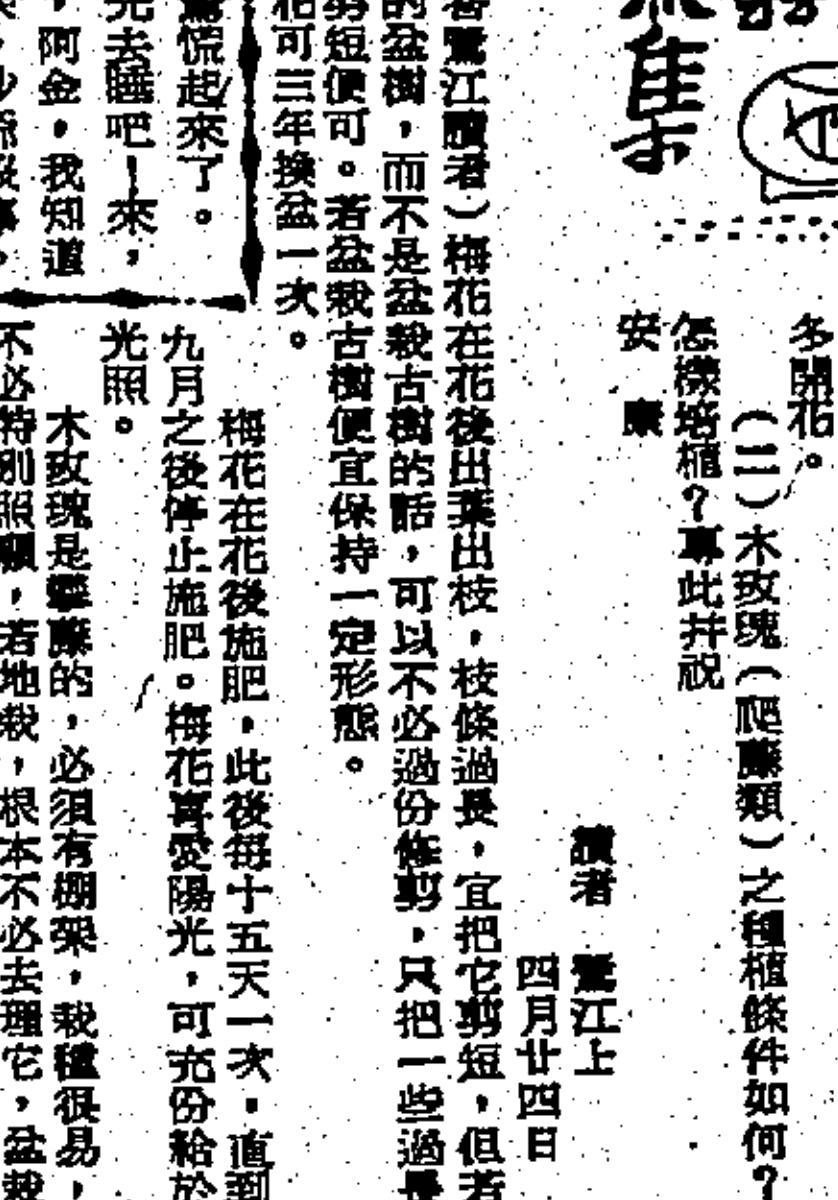 集
多開花。
（二）木玫瑰（爬藤類）之種植條件如何？
怎樣培植？專此并祝
安　康
讀者　鷺江上
四月廿四日
鷺江讀者）梅花在花後出葉出枝，枝條過長，宜把它剪短，但若
的盆樹，而不是盆栽古樹的話，可以不必過份修剪，只把一些過長
剪短便可。若盆栽古樹便宜保持一定形態。
花可三年換盆一次。
梅花在花後施肥，此後每十五天一次，直到
九月之後停止施肥。梅花喜愛陽光，可充份給於
光照。
木玫瑰是攀藤的，必須有棚架，栽種很易，
不必特別照顧，若地栽，根本不必去理它，盆栽
慌起來了。
去睡吧！來，
，阿金，我知道